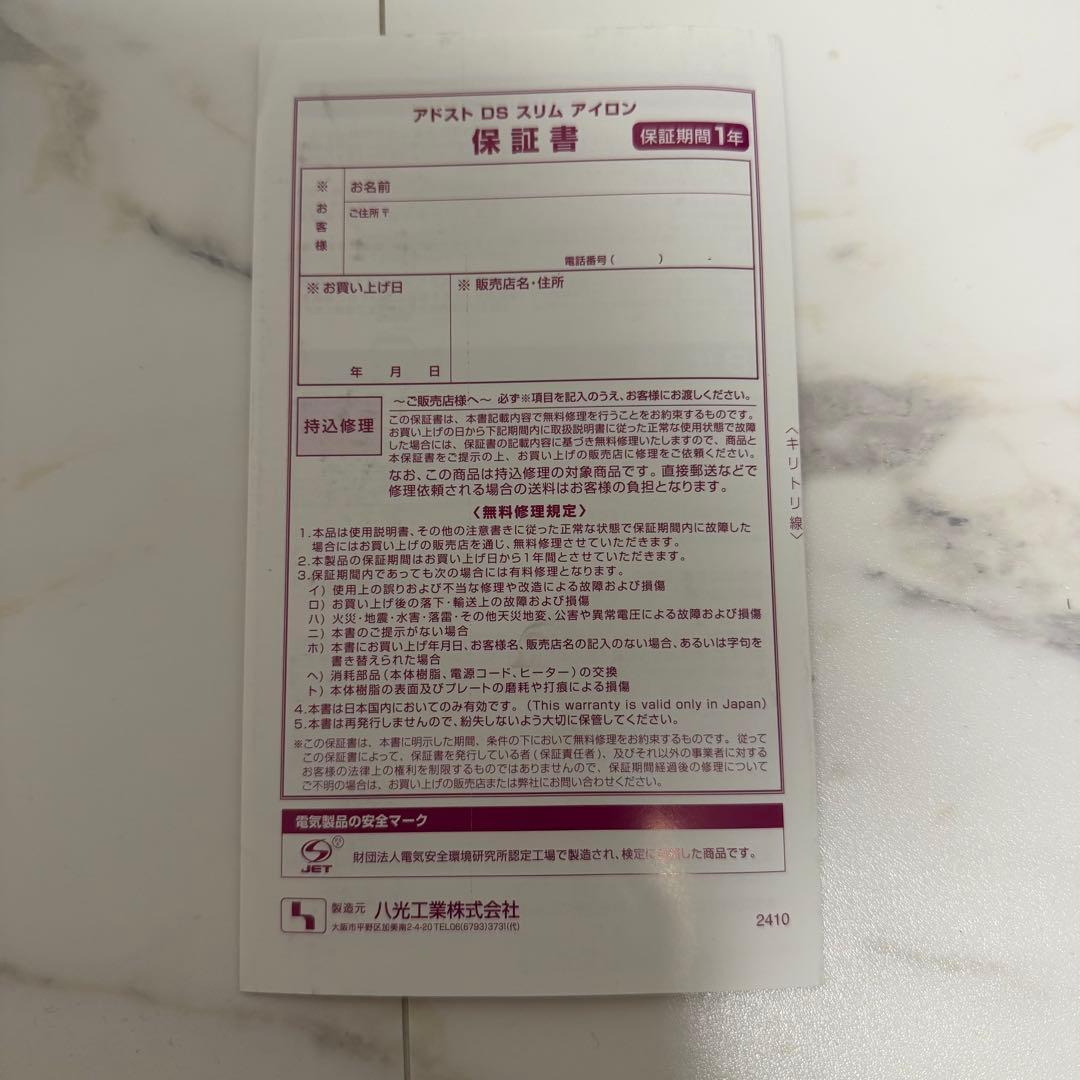 アドスト DS スリム アイロン
保証書
保証期間1年
※お客様
お名前
ご住所〒
電話番号(　　)　-
※ お買い上げ日
※ 販売店名・住所
年　月　日
持込修理
〜ご販売店様へ〜 必ず※項目を記入のうえ、お客様にお渡しください。
この保証書は、本書記載内容で無料修理を行うことをお約束するものです。
お買い上げの日から下記期間内に取扱説明書に従った正常な使用状態で故障
した場合には、保証書の記載内容に基づき無料修理いたしますので、商品と
本保証書をご提示の上、お買い上げの販売店に修理をご依頼ください。
なお、この商品は持込修理の対象商品です。直接郵送などで
修理依頼される場合の送料はお客様の負担となります。
〈無料修理規定〉
1.本品は使用説明書、その他の注意書きに従った正常な状態で保証期間内に故障した
場合にはお買い上げの販売店を通じ、無料修理させていただきます。
2.本製品の保証期間はお買い上げ日から1年間とさせていただきます。
3.保証期間内であっても次の場合には有料修理となります。
イ）使用上の誤りおよび不当な修理や改造による故障および損傷
ロ）お買い上げ後の落下・輸送上の故障および損傷
ハ）火災・地震・水害・落雷・その他天災地変、公害や異常電圧による故障および損傷
ニ）本書のご提示がない場合
ホ）本書にお買い上げ年月日、お客様名、販売店名の記入のない場合、あるいは字句を
書き替えられた場合
ヘ）消耗部品(本体樹脂、電源コード、ヒーター)の交換
ト）本体樹脂の表面及びプレートの磨耗や打痕による損傷
4.本書は日本国内においてのみ有効です。（This warranty is valid only in Japan）
5.本書は再発行しませんので、紛失しないよう大切に保管してください。
※この保証書は、本書に明示した期間、条件の下において無料修理をお約束するものです。従って
この保証書によって、保証書を発行している者(保証責任者)、及びそれ以外の事業者に対する
お客様の法律上の権利を制限するものではありませんので、保証期間経過後の修理について
ご不明の場合は、お買い上げの販売店または弊社にお問い合わせください。
〈キリトリ線〉
電気製品の安全マーク
JET
財団法人電気安全環境研究所認定工場で製造され、検定に した商品です。
製造元 八光工業株式会社
大阪市平野区加美南2-4-20 TEL06(6793)3731(代)
2410